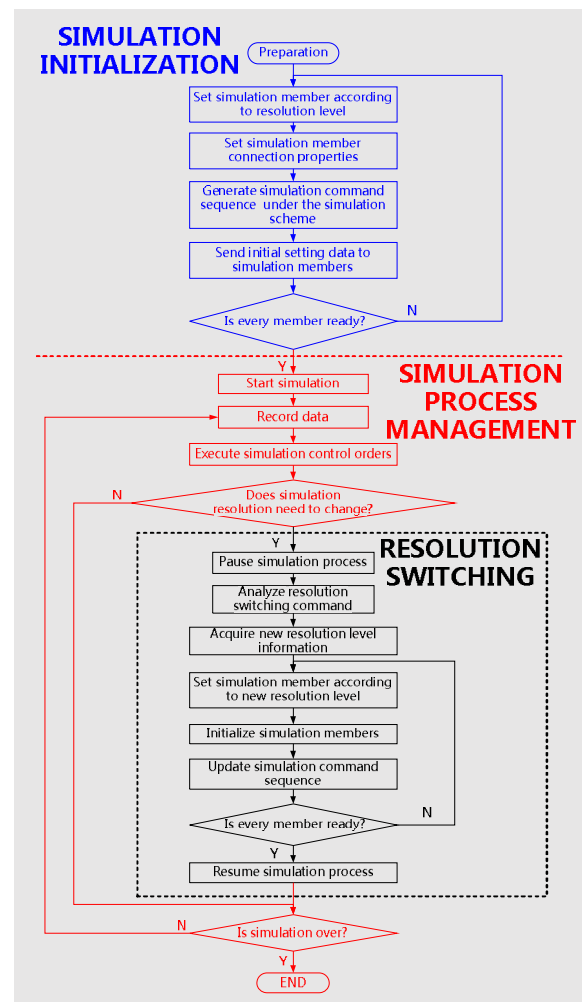 SIMULATION
INITIALIZATION
Preparation
Set simulation member according
to resolution level
Set simulation member
connection properties
Generate simulation command
sequence under the simulation
scheme
Send initial setting data to
simulation members
Is every member ready?
N
Y
SIMULATION
PROCESS
MANAGEMENT
Start simulation
Record data
Execute simulation control orders
N
Does simulation
resolution need to change?
Y
RESOLUTION
SWITCHING
Pause simulation process
Analyze resolution
switching command
Acquire new resolution level
information
Set simulation member according
to new resolution level
Initialize simulation members
Update simulation command
sequence
Is every member ready?
N
Y
Resume simulation process
N
Is simulation over?
Y
END